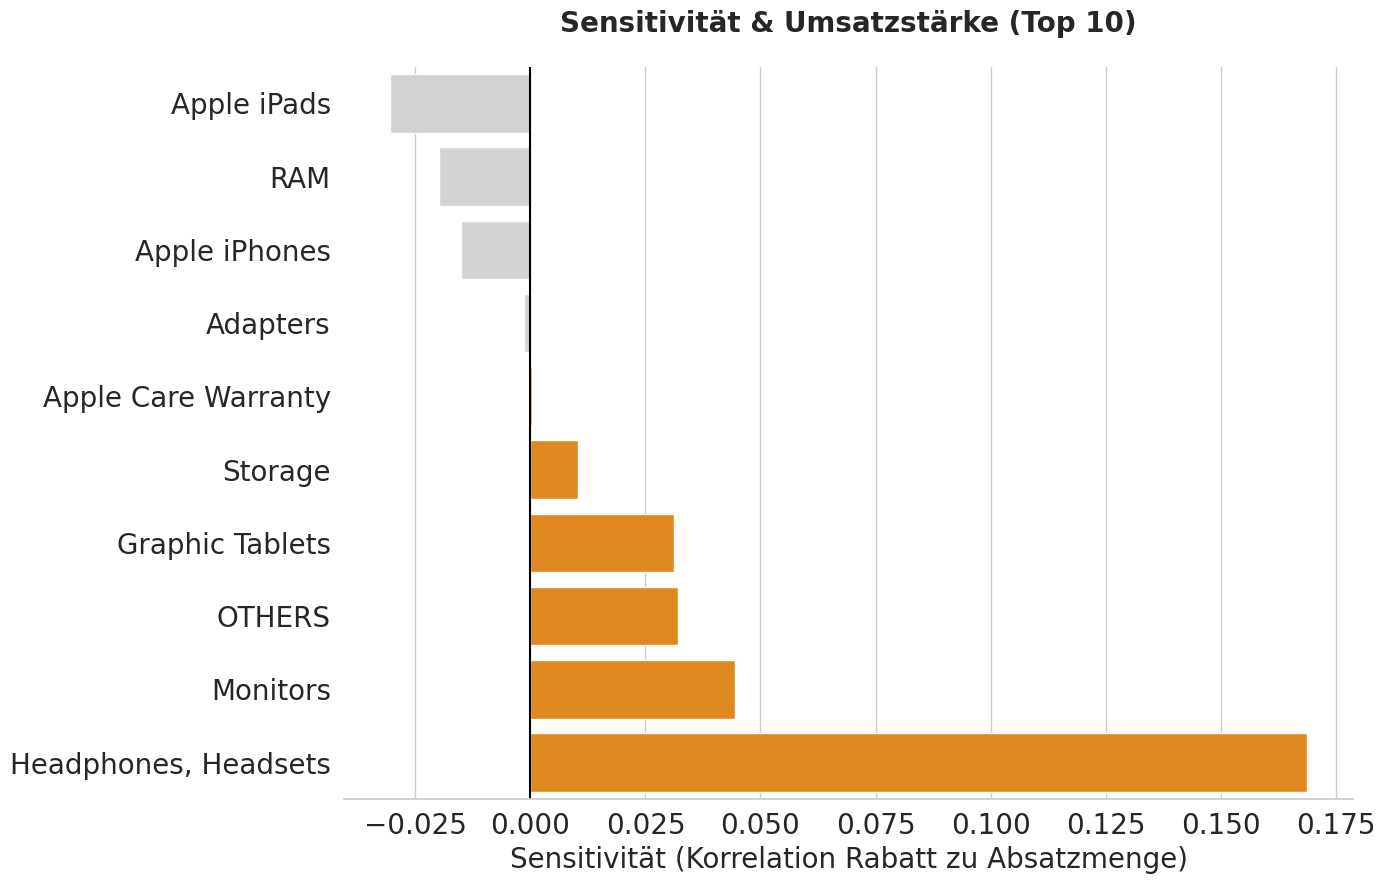 Sensitivität & Umsatzstärke (Top 10)
Apple iPads
RAM
Apple iPhones
Adapters
Apple Care Warranty
Storage
Graphic Tablets
OTHERS
Monitors
Headphones, Headsets
−0.025 0.000 0.025 0.050 0.075 0.100 0.125 0.150 0.175
Sensitivität (Korrelation Rabatt zu Absatzmenge)